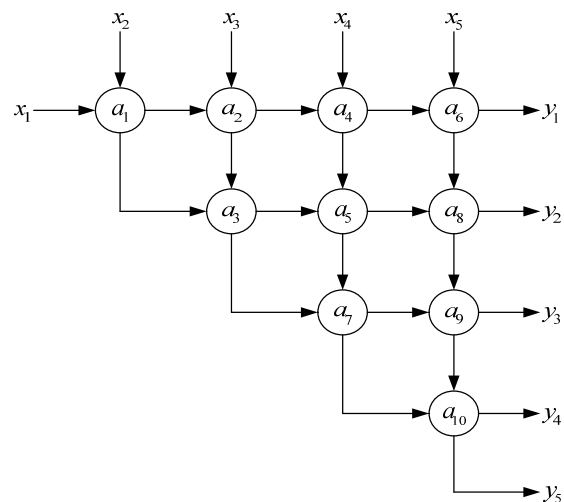 x₂ x₃ x₄ x₅
x₁ a₁ a₂ a₄ a₆ y₁
a₃ a₅ a₈ y₂
a₇ a₉ y₃
a₁₀ y₄
y₅